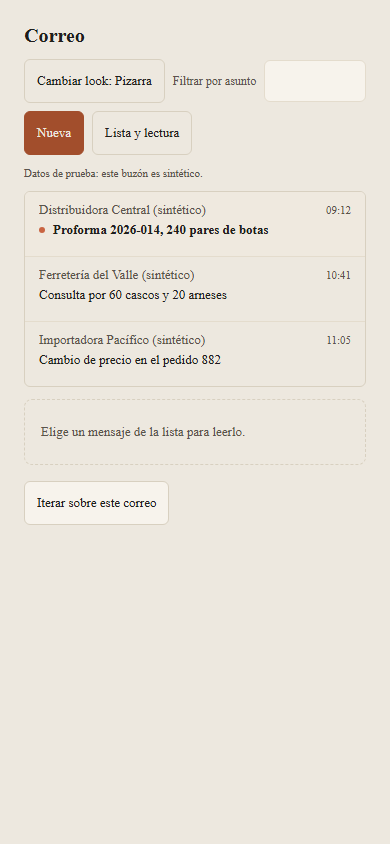 Correo
Cambiar look: Pizarra
Filtrar por asunto
Nueva
Lista y lectura
Datos de prueba: este buzón es sintético.
Distribuidora Central (sintético) 09:12
Proforma 2026-014, 240 pares de botas
Ferretería del Valle (sintético) 10:41
Consulta por 60 cascos y 20 arneses
Importadora Pacífico (sintético) 11:05
Cambio de precio en el pedido 882
Elige un mensaje de la lista para leerlo.
Iterar sobre este correo